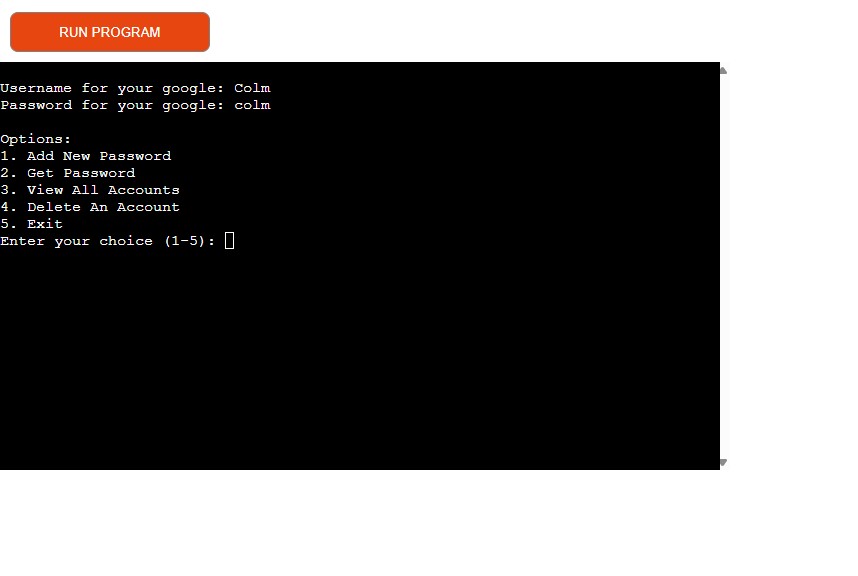 RUN PROGRAM
Username for your google: Colm
Password for your google: colm
Options:
1. Add New Password
2. Get Password
3. View All Accounts
4. Delete An Account
5. Exit
Enter your choice (1-5):